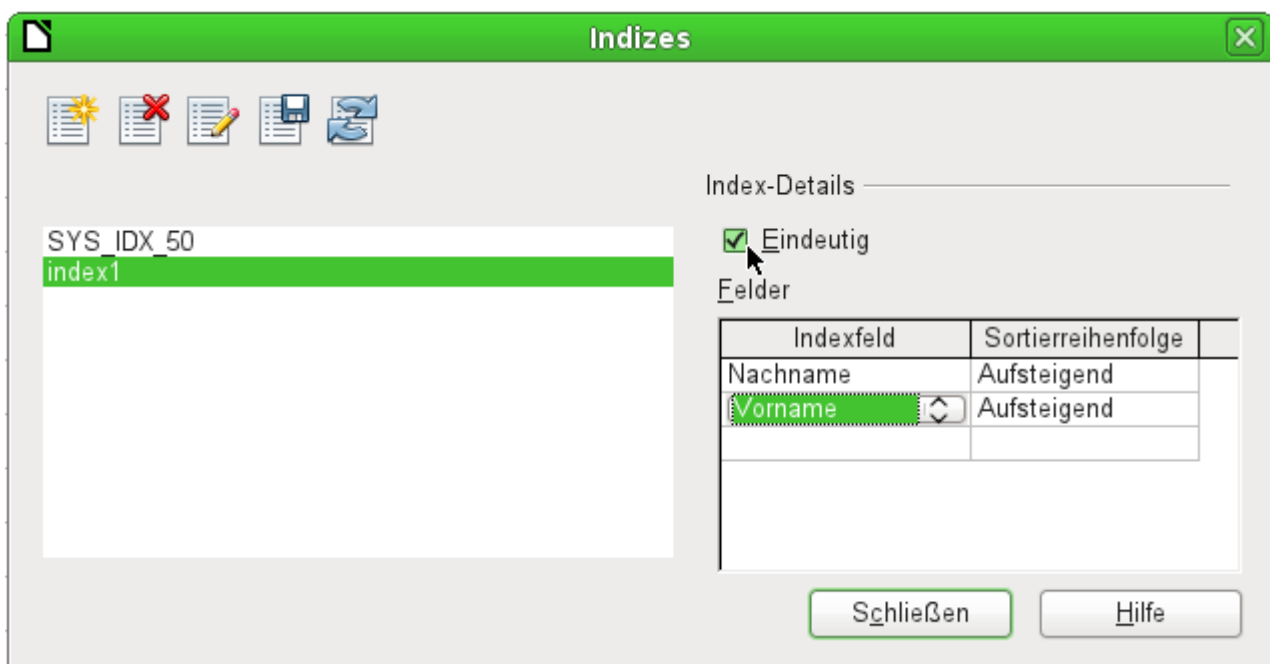 Indizes
Index-Details
SYS_IDX_50
index1
Eindeutig
Felder
Indexfeld Sortierreihenfolge
Nachname Aufsteigend
Vorname Aufsteigend
Schließen Hilfe